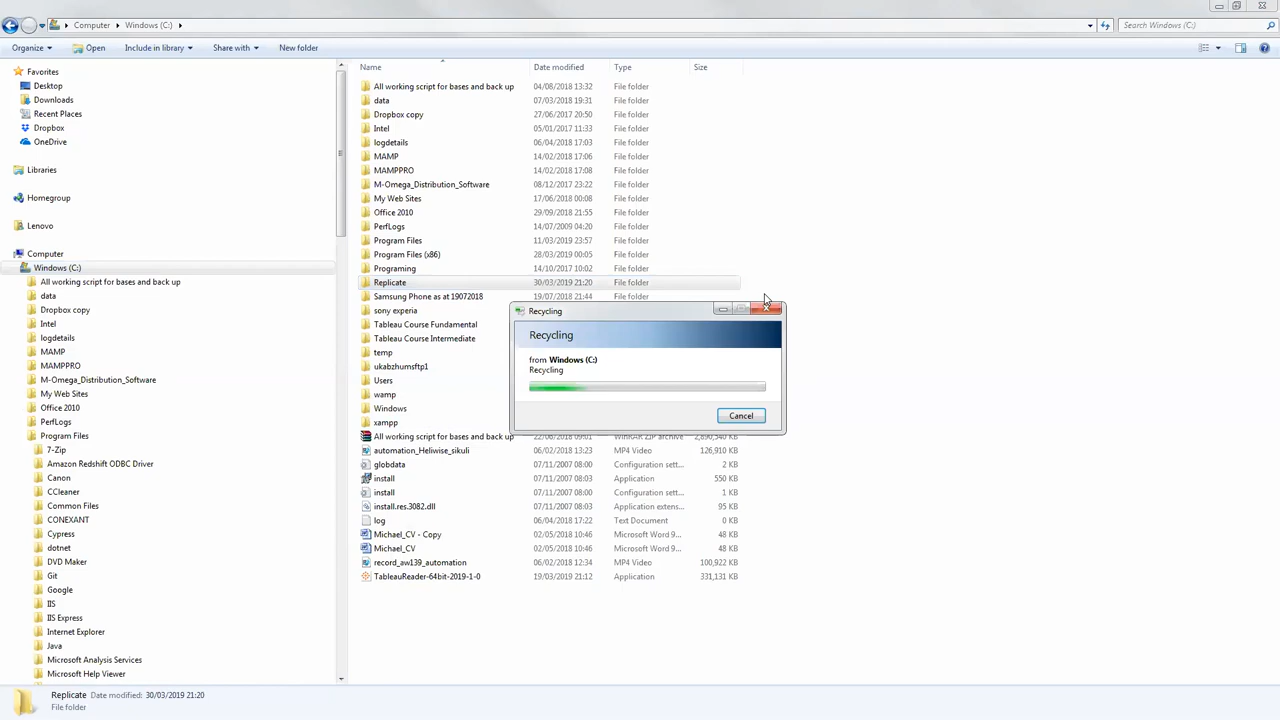 Computer Windows (C:) Search Windows (C:)
Organize Open Include in library Share with New folder
Name Date modified Type Size
Favorites
Desktop
Downloads
Recent Places
Dropbox
OneDrive
Libraries
Homegroup
Lenovo
Computer
Windows (C:)
All working script for bases and back up
data
Dropbox copy
Intel
logdetails
MAMP
MAMPPRO
M-Omega_Distribution_Software
My Web Sites
Office 2010
PerfLogs
Program Files
7-Zip
Amazon Redshift ODBC Driver
Canon
CCleaner
Common Files
CONEXANT
Cypress
dotnet
DVD Maker
Git
Google
IIS
IIS Express
Internet Explorer
Java
Microsoft Analysis Services
Microsoft Help Viewer
All working script for bases and back up 04/08/2018 13:32 File folder
data 07/03/2018 19:31 File folder
Dropbox copy 27/06/2017 20:50 File folder
Intel 05/01/2017 11:33 File folder
logdetails 06/04/2018 17:03 File folder
MAMP 14/02/2018 17:06 File folder
MAMPPRO 14/02/2018 17:08 File folder
M-Omega_Distribution_Software 08/12/2017 23:22 File folder
My Web Sites 17/06/2018 00:08 File folder
Office 2010 29/09/2018 21:55 File folder
PerfLogs 14/07/2009 04:20 File folder
Program Files 11/03/2019 23:57 File folder
Program Files (x86) 28/03/2019 00:05 File folder
Programing 14/10/2017 10:02 File folder
Replicate 30/03/2019 21:20 File folder
Samsung Phone as at 19072018 19/07/2018 21:44 File folder
sony experia
Tableau Course Fundamental
Tableau Course Intermediate
temp
ukabzhumsftp1
Users
wamp
Windows
xampp
All working script for bases and back up 22/06/2018 09:01 WinRAR ZIP archive 2,890,540 KB
automation_Heliwise_sikuli 06/02/2018 13:23 MP4 Video 126,910 KB
globdata 07/11/2007 08:00 Configuration sett... 2 KB
install 07/11/2007 08:03 Application 550 KB
install 07/11/2007 08:00 Configuration sett... 1 KB
install.res.3082.dll 07/11/2007 08:00 Application extens... 95 KB
log 06/04/2018 17:22 Text Document 0 KB
Michael_CV - Copy 02/05/2018 10:46 Microsoft Word 9... 48 KB
Michael_CV 02/05/2018 10:46 Microsoft Word 9... 48 KB
record_aw139_automation 06/02/2018 12:34 MP4 Video 100,922 KB
TableauReader-64bit-2019-1-0 19/03/2019 21:12 Application 331,131 KB
Recycling
Recycling
from Windows (C:)
Recycling
Cancel
Replicate Date modified: 30/03/2019 21:20
File folder